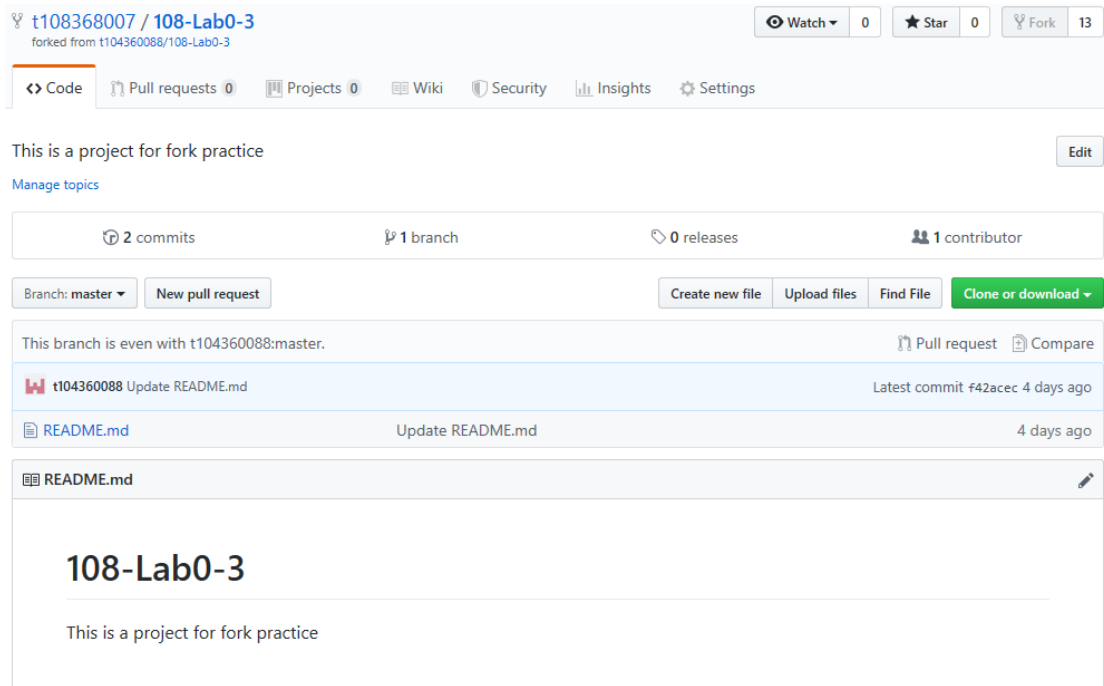 t108368007 / 108-Lab0-3 Watch 0 Star 0 Fork 13
forked from t104360088/108-Lab0-3
Code Pull requests 0 Projects 0 Wiki Security Insights Settings
This is a project for fork practice Edit
Manage topics
2 commits 1 branch 0 releases 1 contributor
Branch: master New pull request Create new file Upload files Find File Clone or download
This branch is even with t104360088:master. Pull request Compare
t104360088 Update README.md Latest commit f42acec 4 days ago
README.md Update README.md 4 days ago
README.md
108-Lab0-3
This is a project for fork practice